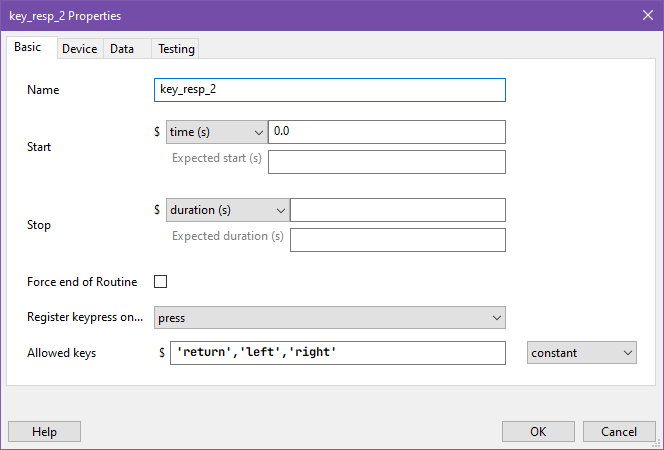 key_resp_2 Properties
Basic Device Data Testing
Name key_resp_2
$ time (s) 0.0
Start
Expected start (s)
$ duration (s)
Stop
Expected duration (s)
Force end of Routine
Register keypress on... press
Allowed keys $ 'return','left','right' constant
Help OK Cancel